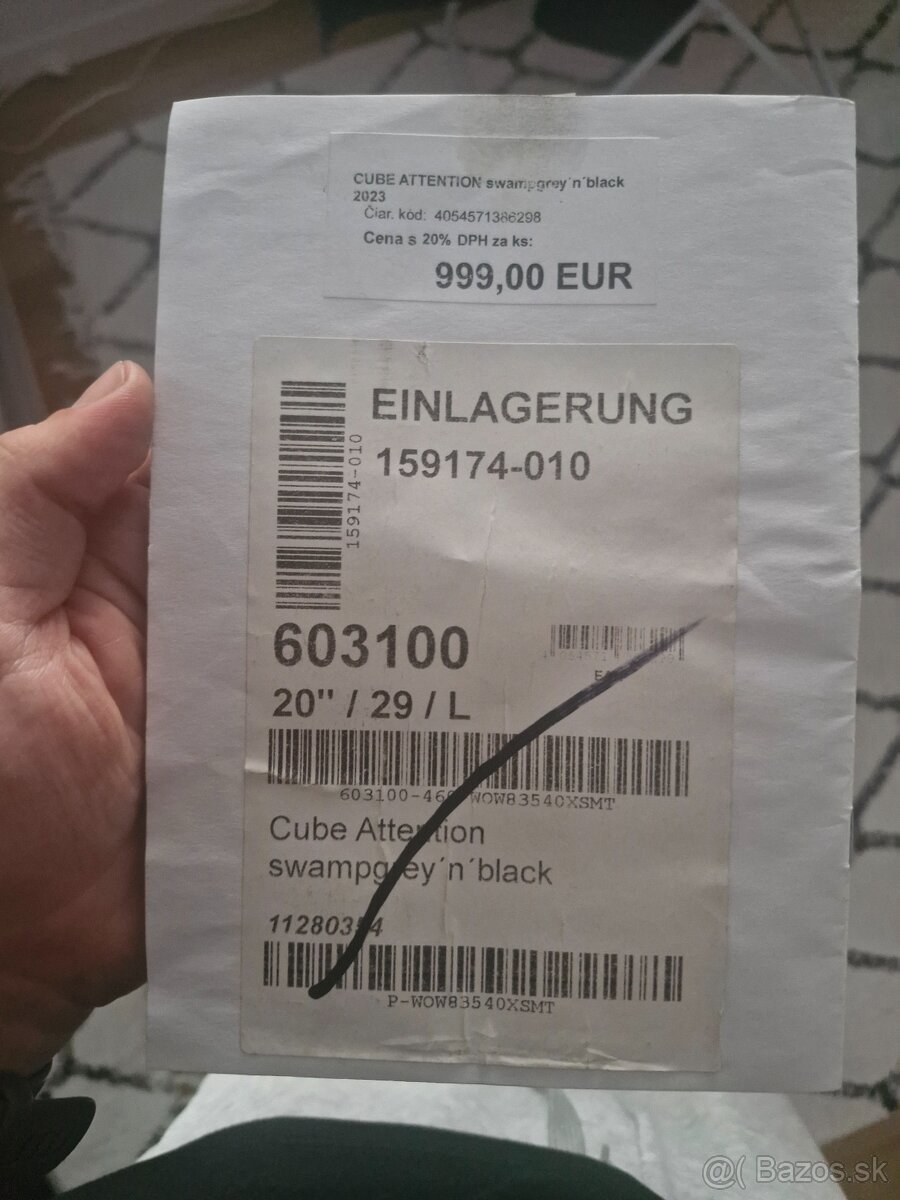 CUBE ATTENTION swampgrey´n´black
2023
Čiar. kód: 4054571386298
Cena s 20% DPH za ks:
999,00 EUR
EINLAGERUNG
159174-010
159174-010
603100
20" / 29 / L
WOW83540XSMT
Cube Attention
swampgrey´n´black
P-WOW83540XSMT
@( Bazos.sk